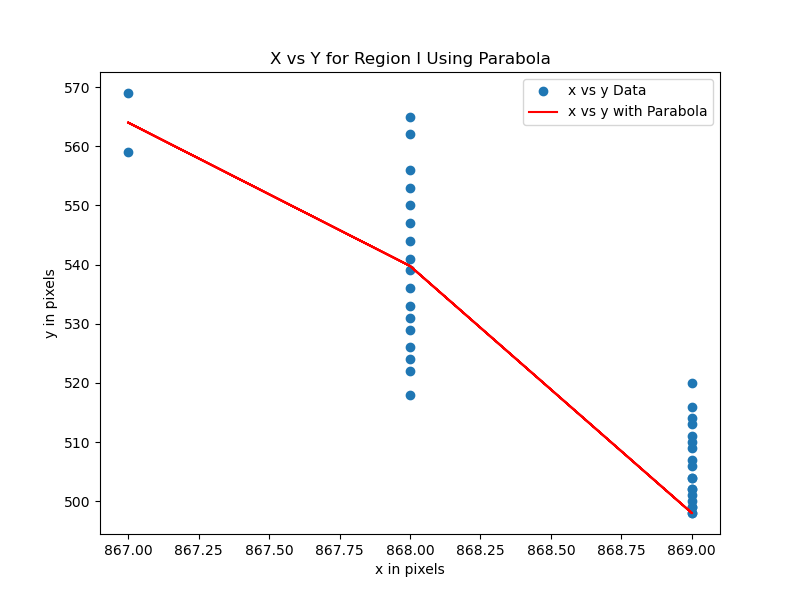 X vs Y for Region I Using Parabola
x vs y Data
x vs y with Parabola
y in pixels
570
560
550
540
530
520
510
500
867.00 867.25 867.50 867.75 868.00 868.25 868.50 868.75 869.00
x in pixels